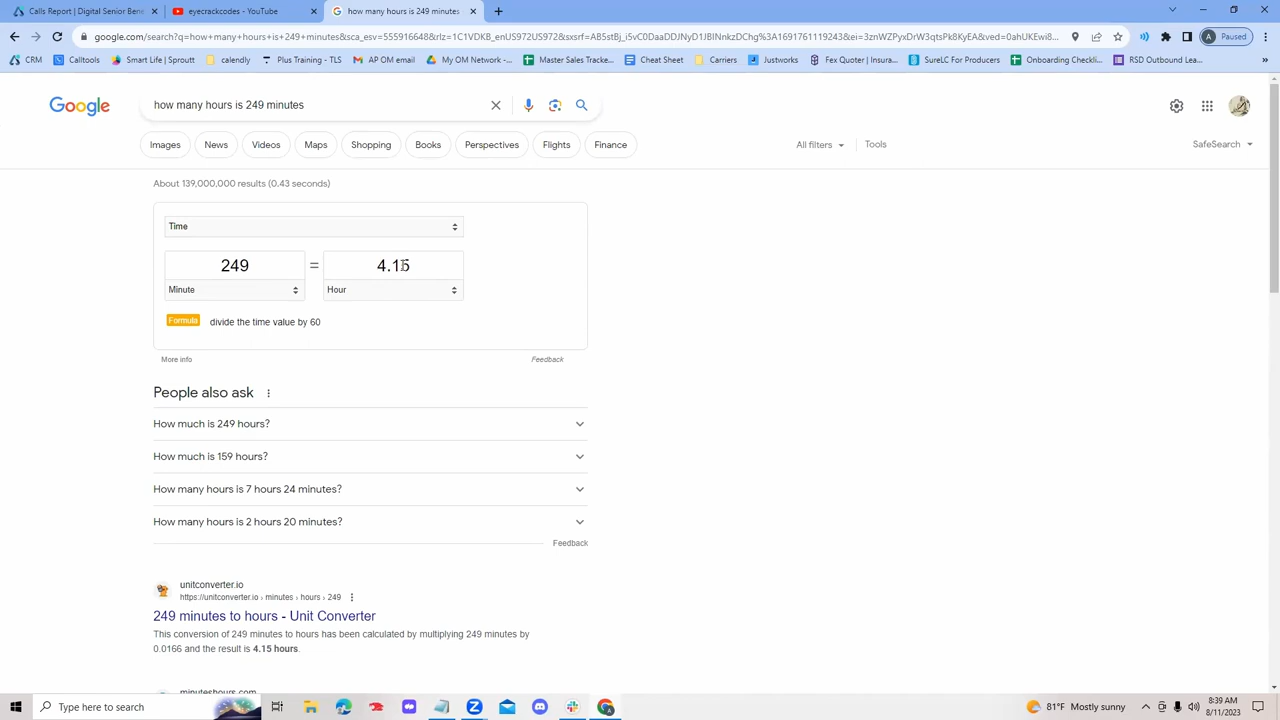 Calls Report | Digital Senior Ben
youtube.com - Youtube
how many hours is 249 minutes
google.com/search?q=how+many+hours+is+249+minutes&sca_esv=555916648&rlz=1C1VDKB_enUS972US972&sxsrf=AB5stBj_i5vC0DaaDDJNyD1JBINnkzDChg%3A1691761119243&ei=3znWZPyxDrW3qtsPk8KyEA&ved=0ahUKEwi8...
Paused
CRM
Calltools
Smart Life | Sproutt
calendly
Plus Training - TLS
AP OM email
My OM Network -...
Master Sales Tracke...
Cheat Sheet
Carriers
Justworks
Fex Quoter | Insura...
SureLC For Producers
Onboarding Checkli...
RSD Outbound Lea...
Google
how many hours is 249 minutes
Images
News
Videos
Maps
Shopping
Books
Perspectives
Flights
Finance
All filters
Tools
SafeSearch
About 139,000,000 results (0.43 seconds)
Time
249 = 4.15
Minute
Hour
Formula divide the time value by 60
More info
Feedback
People also ask
How much is 249 hours?
How much is 159 hours?
How many hours is 7 hours 24 minutes?
How many hours is 2 hours 20 minutes?
Feedback
unitconverter.io
https://unitconverter.io › minutes › hours › 249
249 minutes to hours - Unit Converter
This conversion of 249 minutes to hours has been calculated by multiplying 249 minutes by
0.0166 and the result is 4.15 hours.
minuteshours.com
Type here to search
81°F Mostly sunny
8:39 AM
8/11/2023